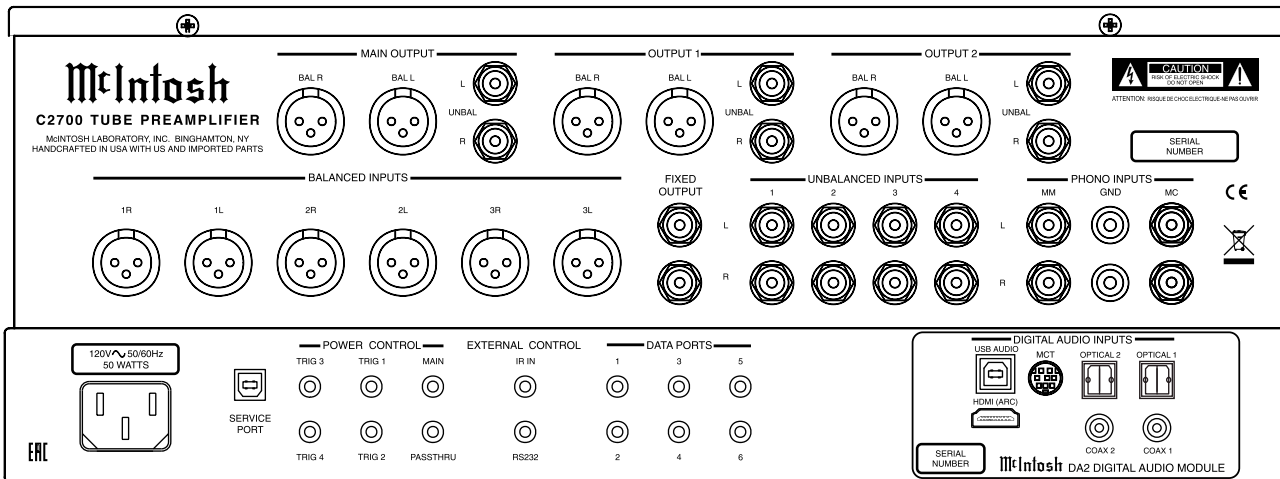 McIntosh
C2700 TUBE PREAMPLIFIER
McINTOSH LABORATORY, INC. BINGHAMTON, NY
HANDCRAFTED IN USA WITH US AND IMPORTED PARTS
MAIN OUTPUT
BAL R BAL L L
UNBAL
R
OUTPUT 1
BAL R BAL L L
UNBAL
R
OUTPUT 2
BAL R BAL L L
UNBAL
R
CAUTION
RISK OF ELECTRIC SHOCK
DO NOT OPEN
ATTENTION: RISQUE DE CHOC ELECTRIQUE-NE PAS OUVRIR
SERIAL
NUMBER
BALANCED INPUTS
1R 1L 2R 2L 3R 3L
FIXED
OUTPUT
L
R
UNBALANCED INPUTS
1 2 3 4
PHONO INPUTS
MM GND MC
L
R
CE
120V 50/60Hz
50 WATTS
EAC
SERVICE
PORT
POWER CONTROL
TRIG 3 TRIG 1 MAIN
TRIG 4 TRIG 2 PASSTHRU
EXTERNAL CONTROL
IR IN
RS232
DATA PORTS
1 3 5
2 4 6
DIGITAL AUDIO INPUTS
USB AUDIO MCT OPTICAL 2 OPTICAL 1
HDMI (ARC)
COAX 2 COAX 1
SERIAL
NUMBER
McIntosh DA2 DIGITAL AUDIO MODULE